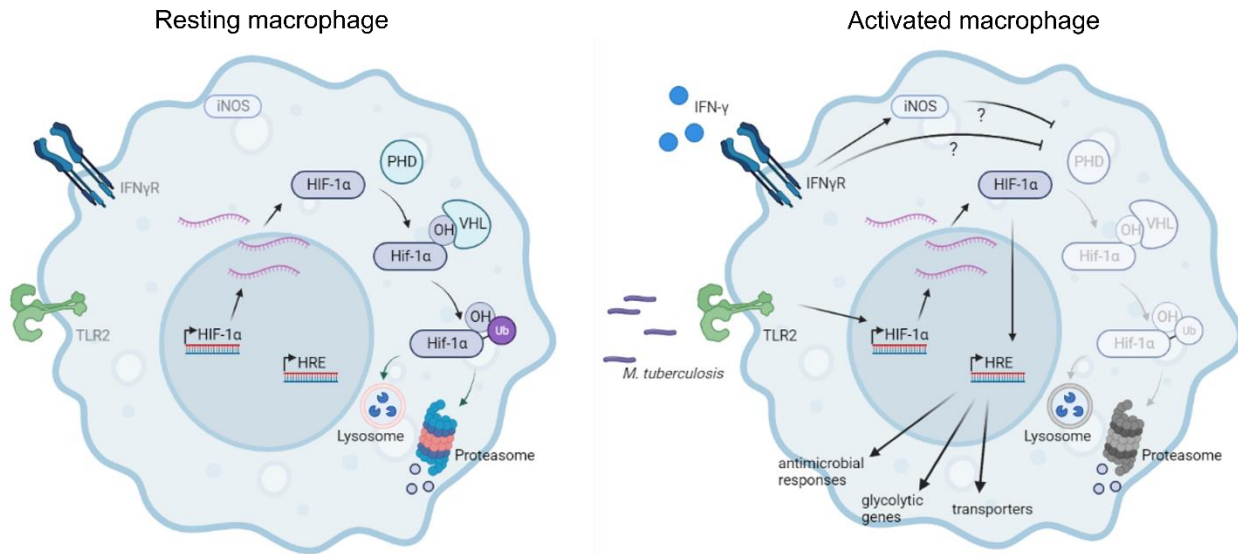 Resting macrophage
iNOS
IFNγR
PHD
HIF-1α
OH
VHL
Hif-1α
TLR2
HIF-1α
OH
Ub
Hif-1α
HRE
Lysosome
Proteasome
Activated macrophage
IFN-γ
iNOS
?
?
IFNγR
PHD
HIF-1α
OH
VHL
Hif-1α
TLR2
HIF-1α
OH
Ub
Hif-1α
M. tuberculosis
HRE
Lysosome
Proteasome
antimicrobial
responses
glycolytic
genes
transporters